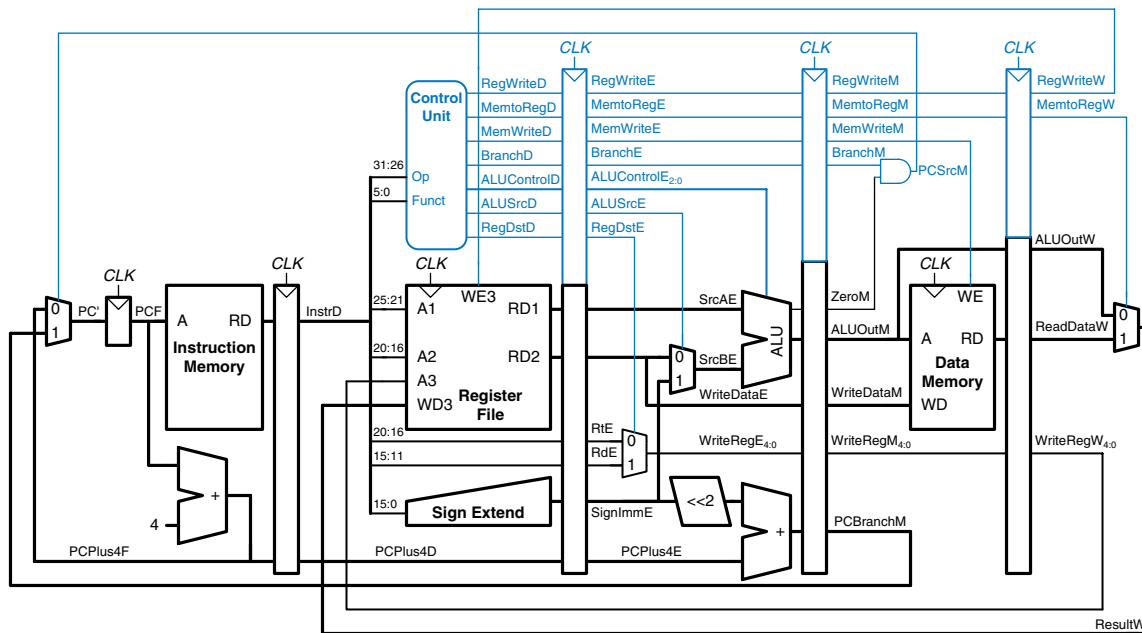 CLK CLK CLK
RegWriteD RegWriteE RegWriteM RegWriteW
Control Unit
MemtoRegD MemtoRegE MemtoRegM MemtoRegW
MemWriteD MemWriteE MemWriteM
BranchD BranchE BranchM
PCSrcM
31:26
Op
ALUControlD ALUControlE2:0
5:0
Funct
ALUSrcD ALUSrcE
RegDstD RegDstE
CLK CLK CLK CLK
ALUOutW
0
1
PC'
PCF
A RD
Instruction Memory
InstrD
25:21
A1
WE3
RD1
SrcAE
ZeroM
WE
0
1
20:16
A2
RD2
0
1
SrcBE
ALU
ALUOutM
A RD
ReadDataW
A3
Data Memory
WD3
Register File
WriteDataE
WriteDataM
WD
20:16
RtE
0
WriteRegE4:0
WriteRegM4:0
WriteRegW4:0
15:11
RdE
1
15:0
Sign Extend
SignImmE
<<2
+
4
+
PCBranchM
PCPlus4F
PCPlus4D
PCPlus4E
ResultW